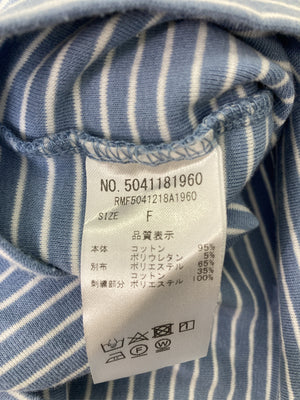 NO. 5041181960
RMF5041218A1960
SIZE F
品質表示
本体 コットン 95%
ポリウレタン 5%
別布 ポリエステル 65%
コットン 35%
刺繍部分 ポリエステル 100%
F W